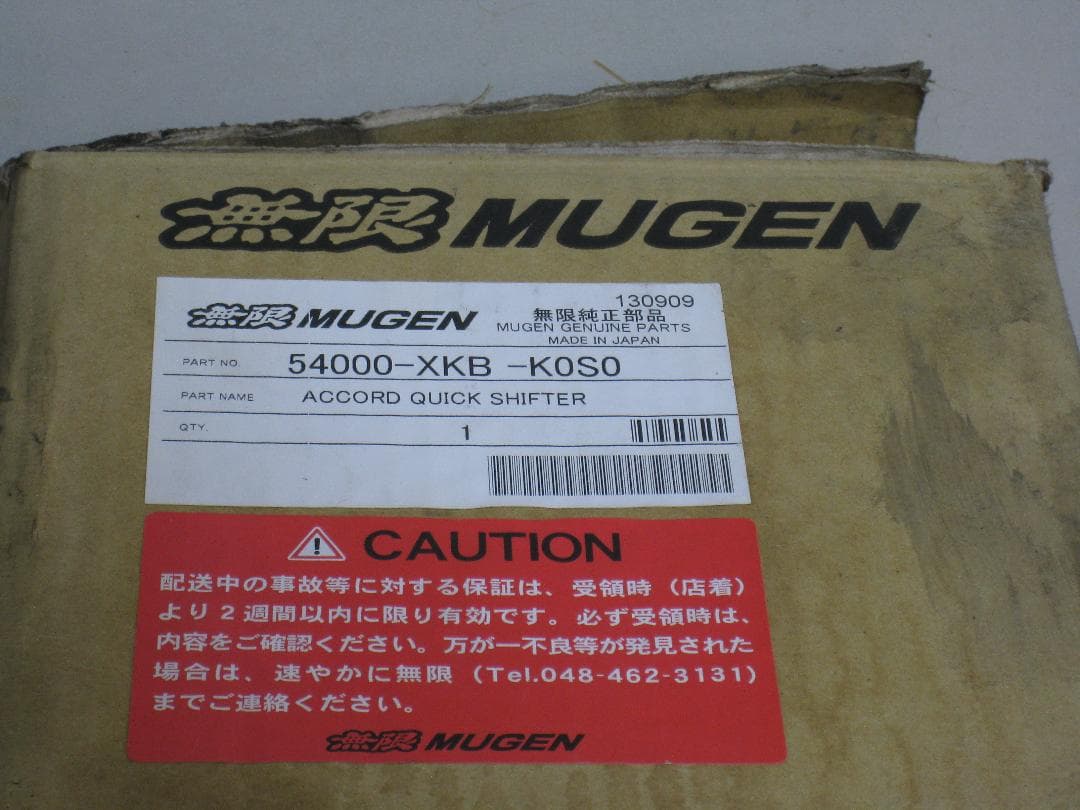 無限 MUGEN
無限 MUGEN
130909
無限純正部品
MUGEN GENUINE PARTS
MADE IN JAPAN
PART NO. 54000-XKB -K0S0
PART NAME ACCORD QUICK SHIFTER
QTY. 1
CAUTION
配送中の事故等に対する保証は、受領時（店着）
より2週間以内に限り有効です。必ず受領時は、
内容をご確認ください。万が一不良等が発見された
場合は、速やかに無限（Tel.048-462-3131）
までご連絡ください。
無限 MUGEN